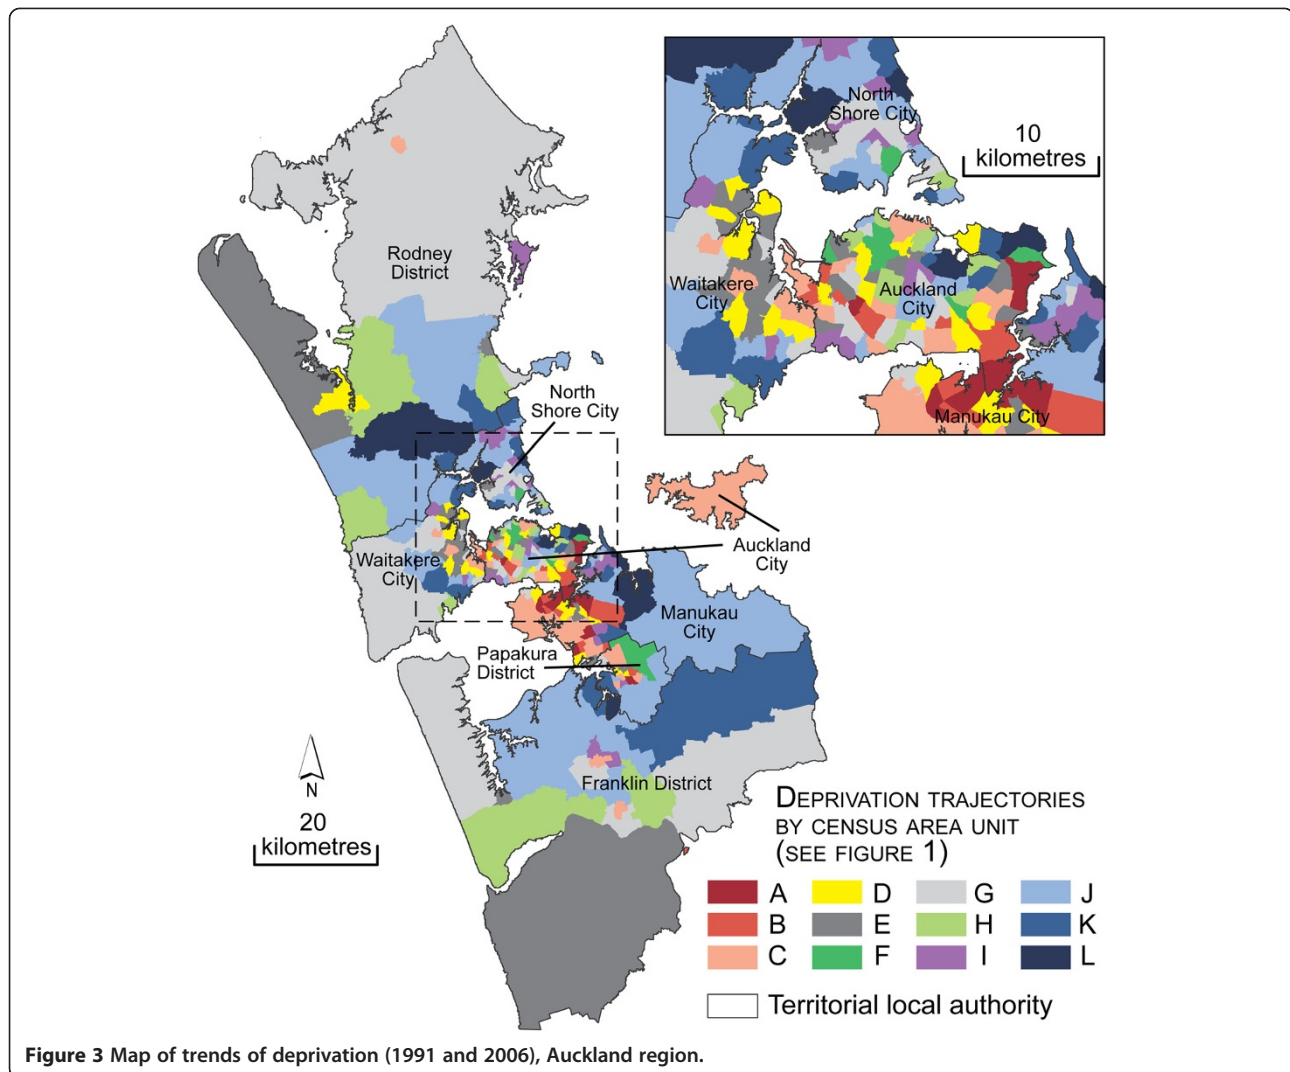 Rodney
District
North
Shore City
Waitakere
City
Auckland
City
Manukau
City
Papakura
District
Franklin District
N
20
kilometres
North
Shore City
10
kilometres
Waitakere
City
Auckland
City
Manukau City
DEPRIVATION TRAJECTORIES
BY CENSUS AREA UNIT
(SEE FIGURE 1)
A D G J
B E H K
C F I L
Territorial local authority
Figure 3 Map of trends of deprivation (1991 and 2006), Auckland region.